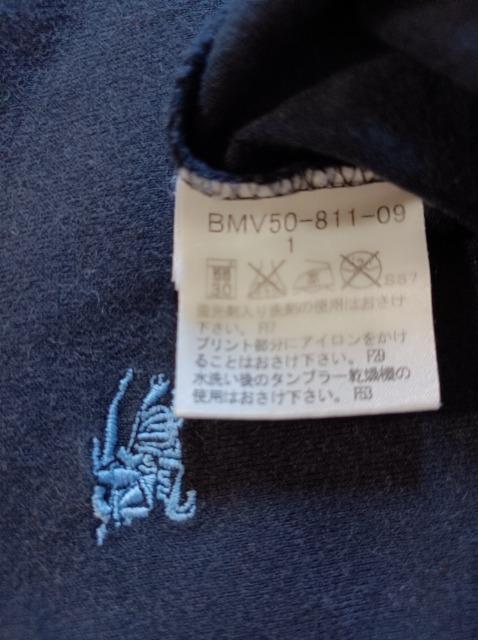 BMV50-811-09
1
弱
30
S87
蛍光剤入り洗剤の使用はおさけ
下さい。F17
プリント部分にアイロンをかけ
ることはおさけ下さい。F29
水洗い後のタンブラー乾燥機の
使用はおさけ下さい。F53